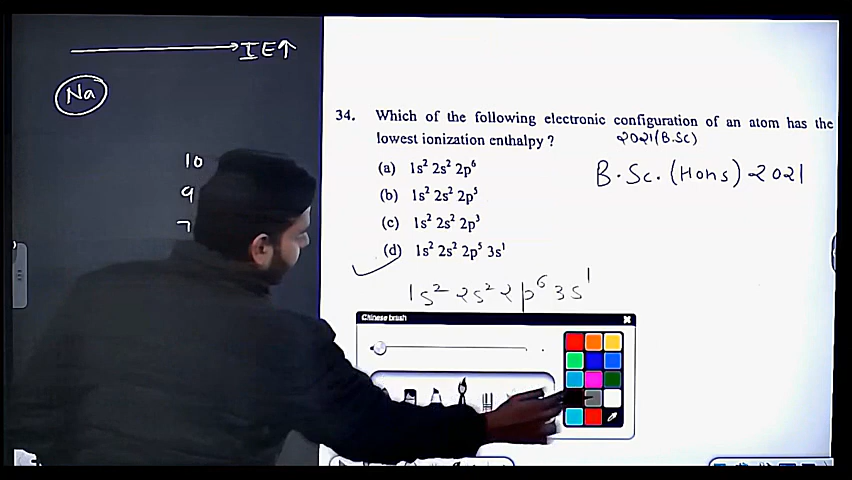 IE↑
Na
10
9
7
34. Which of the following electronic configuration of an atom has the
lowest ionization enthalpy ?
2021(B.SC)
B.Sc.(Hons) 2021
(a) 1s² 2s² 2p⁶
(b) 1s² 2s² 2p⁵
(c) 1s² 2s² 2p³
(d) 1s² 2s² 2p⁵ 3s¹
1s² 2s² 2p⁶ 3s¹
Chinese brush